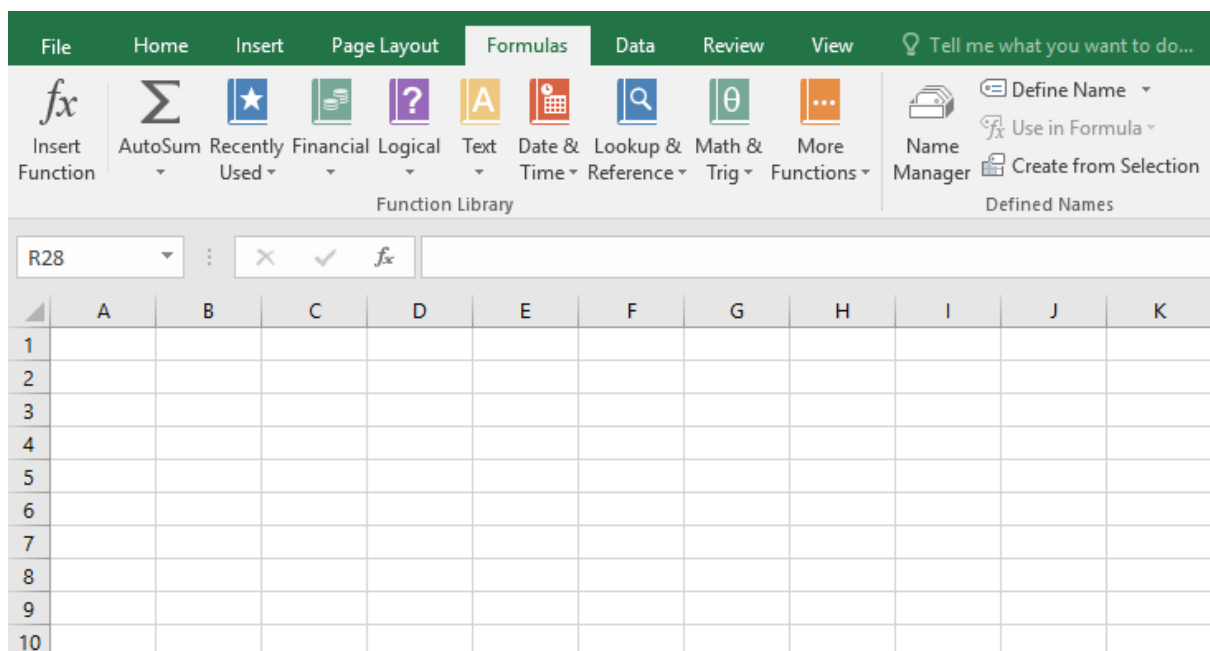 File Home Insert Page Layout Formulas Data Review View Tell me what you want to do...
fx Σ ? A θ Define Name
fx Use in Formula
Insert AutoSum Recently Financial Logical Text Date & Lookup & Math & More Name
Function Used Time Reference Trig Functions Manager Create from Selection
Function Library Defined Names
R28 fx
A B C D E F G H I J K
1
2
3
4
5
6
7
8
9
10